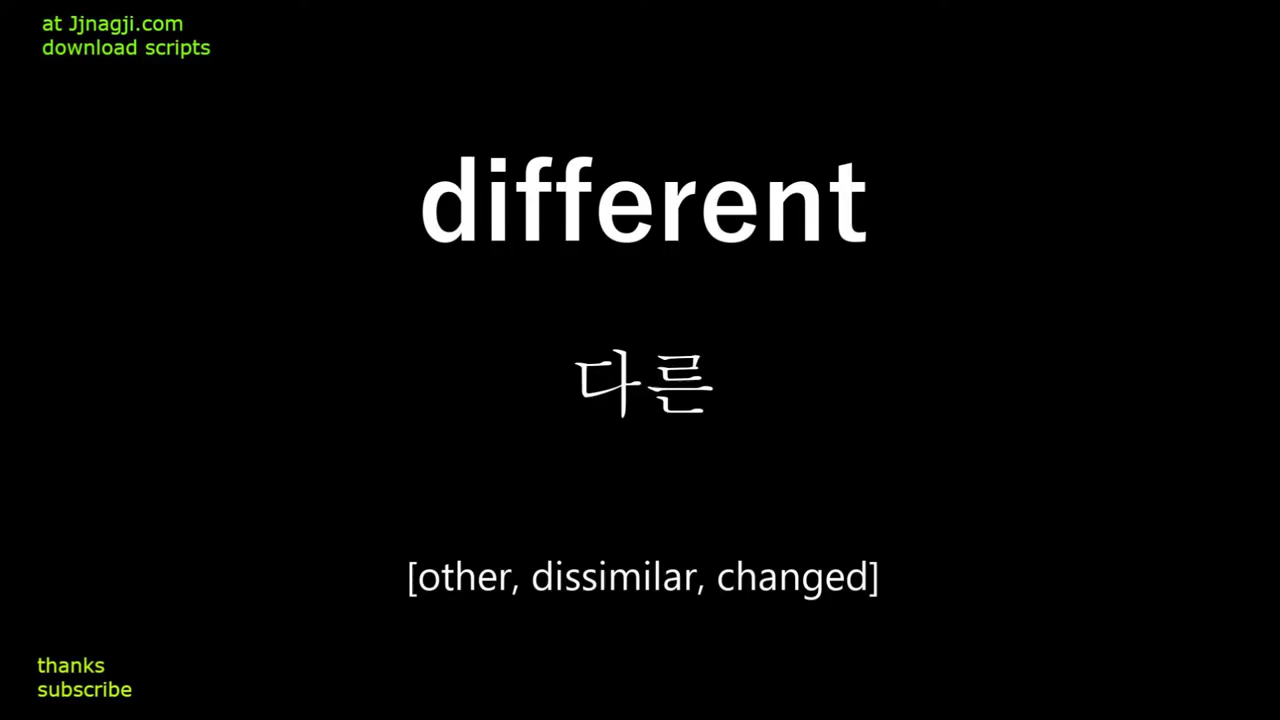 at Jjnagji.com
download scripts
different
다른
[other, dissimilar, changed]
thanks
subscribe